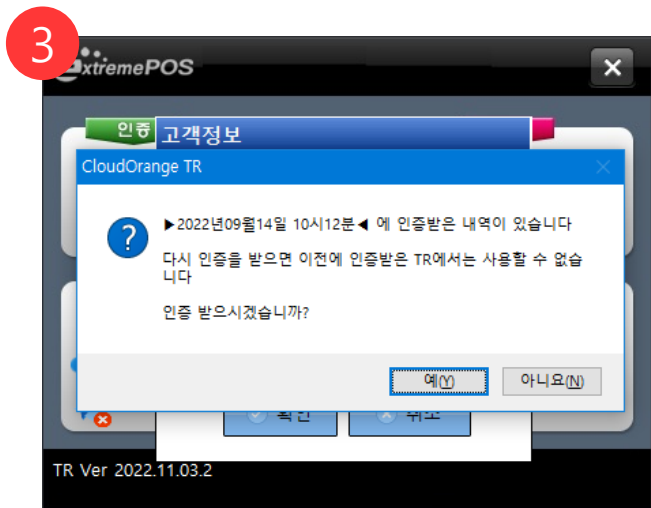 3
xtremePOS
인증
고객정보
CloudOrange TR
▶2022년09월14일 10시12분◀ 에 인증받은 내역이 있습니다
다시 인증을 받으면 이전에 인증받은 TR에서는 사용할 수 없습
니다
인증 받으시겠습니까?
예(Y) 아니요(N)
확인 취소
TR Ver 2022.11.03.2